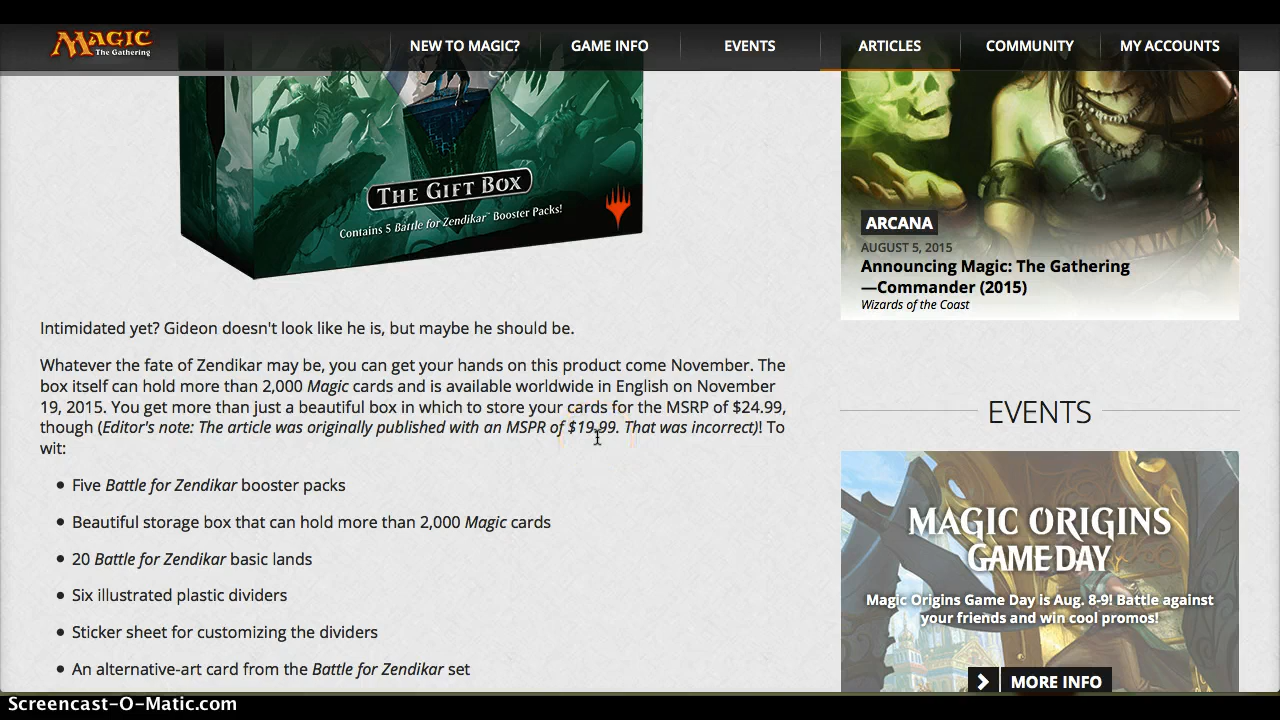 MAGIC
The Gathering
NEW TO MAGIC?
GAME INFO
EVENTS
ARTICLES
COMMUNITY
MY ACCOUNTS
THE GIFT BOX
Contains 5 Battle for Zendikar™ Booster Packs!
Intimidated yet? Gideon doesn't look like he is, but maybe he should be.
Whatever the fate of Zendikar may be, you can get your hands on this product come November. The
box itself can hold more than 2,000 Magic cards and is available worldwide in English on November
19, 2015. You get more than just a beautiful box in which to store your cards for the MSRP of $24.99,
though (Editor's note: The article was originally published with an MSPR of $19.99. That was incorrect)! To
wit:
• Five Battle for Zendikar booster packs
• Beautiful storage box that can hold more than 2,000 Magic cards
• 20 Battle for Zendikar basic lands
• Six illustrated plastic dividers
• Sticker sheet for customizing the dividers
• An alternative-art card from the Battle for Zendikar set
ARCANA
AUGUST 5, 2015
Announcing Magic: The Gathering
—Commander (2015)
Wizards of the Coast
EVENTS
MAGIC ORIGINS
GAME DAY
Magic Origins Game Day is Aug. 8-9! Battle against
your friends and win cool promos!
MORE INFO
Screencast-O-Matic.com